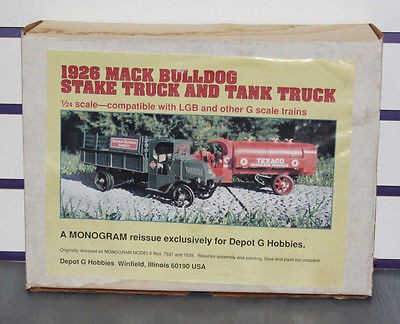 1926 MACK BULLDOG
STAKE TRUCK AND TANK TRUCK
1/24 scale—compatible with LGB and other G scale trains
TEXACO
A MONOGRAM reissue exclusively for Depot G Hobbies.
Originally released as MONOGRAM MODELS Nos. 7537 and 7539. Requires assembly and painting. Glue and paint not included.
Depot G Hobbies Winfield, Illinois 60190 USA